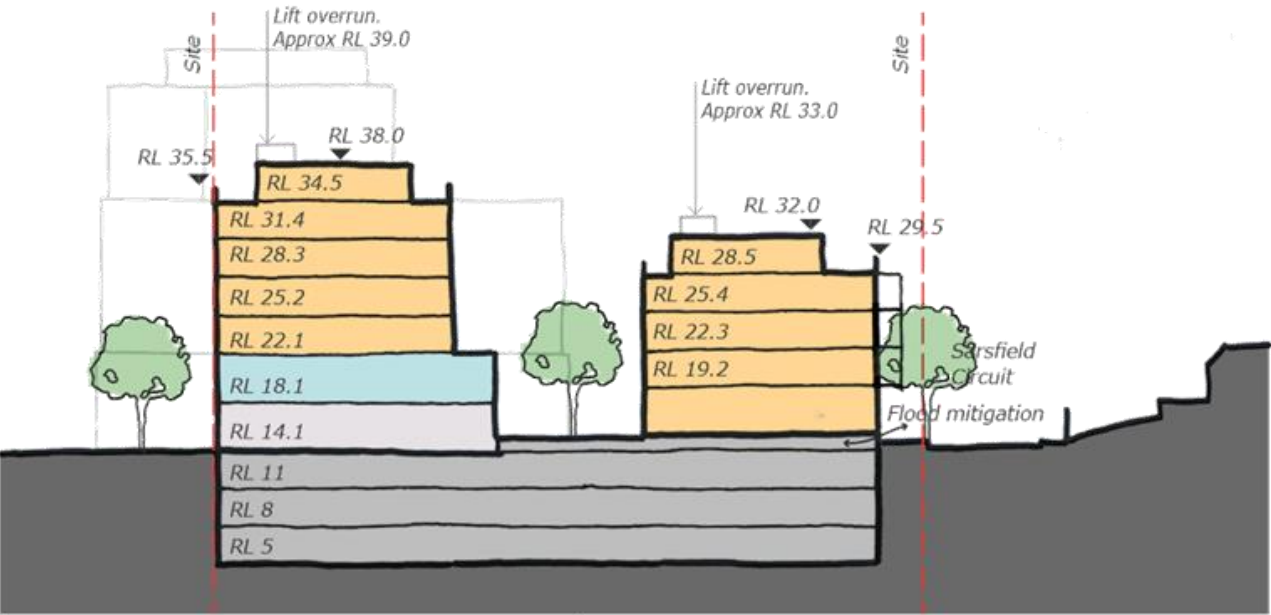 Lift overrun.
Approx RL 39.0
Site
Site
Lift overrun.
Approx RL 33.0
RL 38.0
RL 35.5
RL 34.5
RL 31.4
RL 28.3
RL 25.2
RL 22.1
RL 18.1
RL 14.1
RL 11
RL 8
RL 5
RL 32.0
RL 29.5
RL 28.5
RL 25.4
RL 22.3
RL 19.2
Sarsfield
Circuit
Flood mitigation